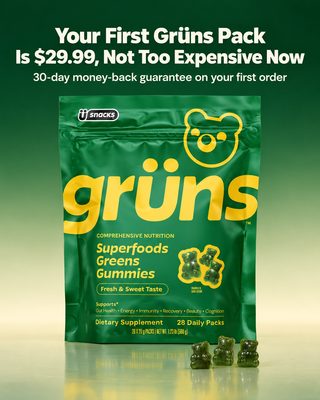 Your First Grüns Pack
Is $29.99, Not Too Expensive Now
30-day money-back guarantee on your first order
snacks
grüns
COMPREHENSIVE NUTRITION
Superfoods
Greens
Gummies
Fresh & Sweet Taste
Supports*
Gut Health • Energy • Immunity • Recovery • Beauty • Cognition
Dietary Supplement
28 Daily Packs